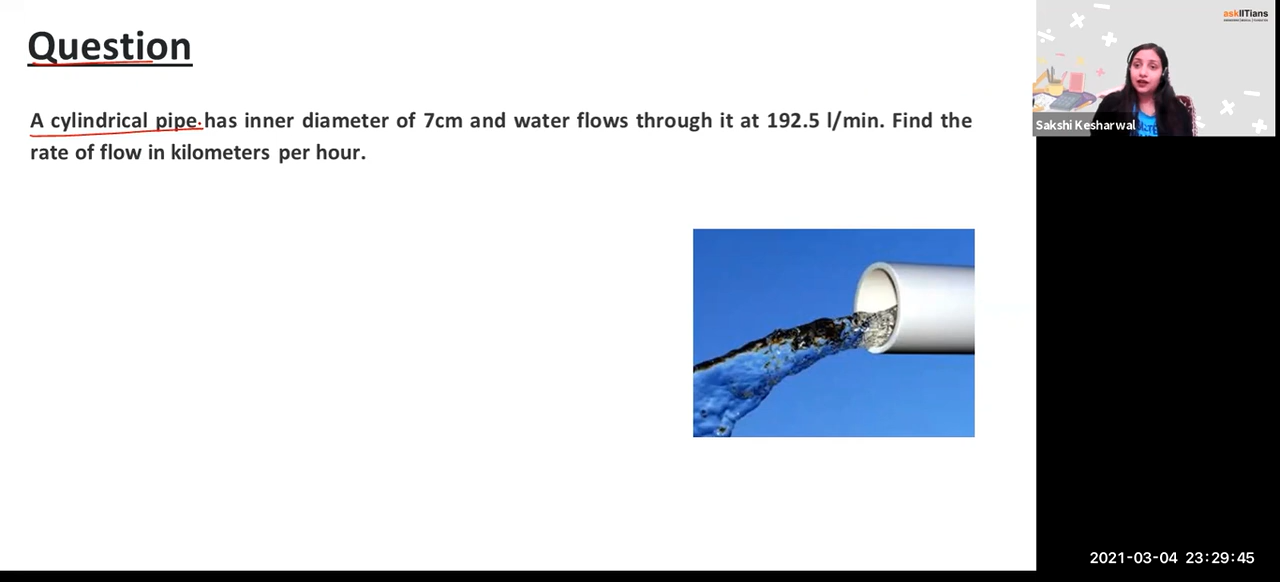 Question
A cylindrical pipe has inner diameter of 7cm and water flows through it at 192.5 l/min. Find the
rate of flow in kilometers per hour.
askIITians
Sakshi Kesharwal
2021-03-04 23:29:45